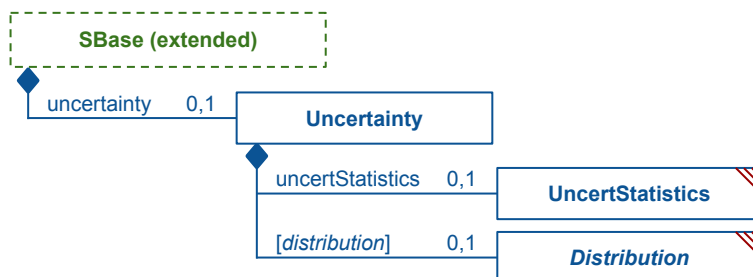 SBase (extended)
uncertainty 0,1
Uncertainty
uncertStatistics 0,1
UncertStatistics
[distribution] 0,1
Distribution